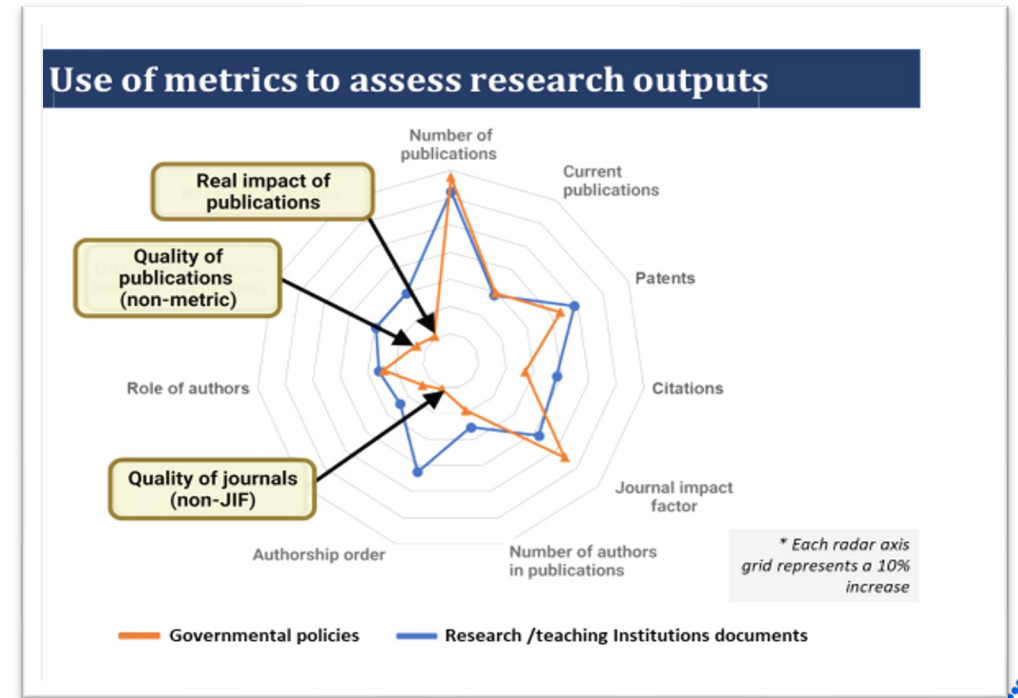 Use of metrics to assess research outputs
Number of
publications
Current
publications
Real impact of
publications
Quality of
publications
(non-metric)
Patents
Role of authors
Citations
Quality of journals
(non-JIF)
Journal impact
factor
Authorship order
Number of authors
in publications
* Each radar axis
grid represents a 10%
increase
Governmental policies
Research /teaching Institutions documents